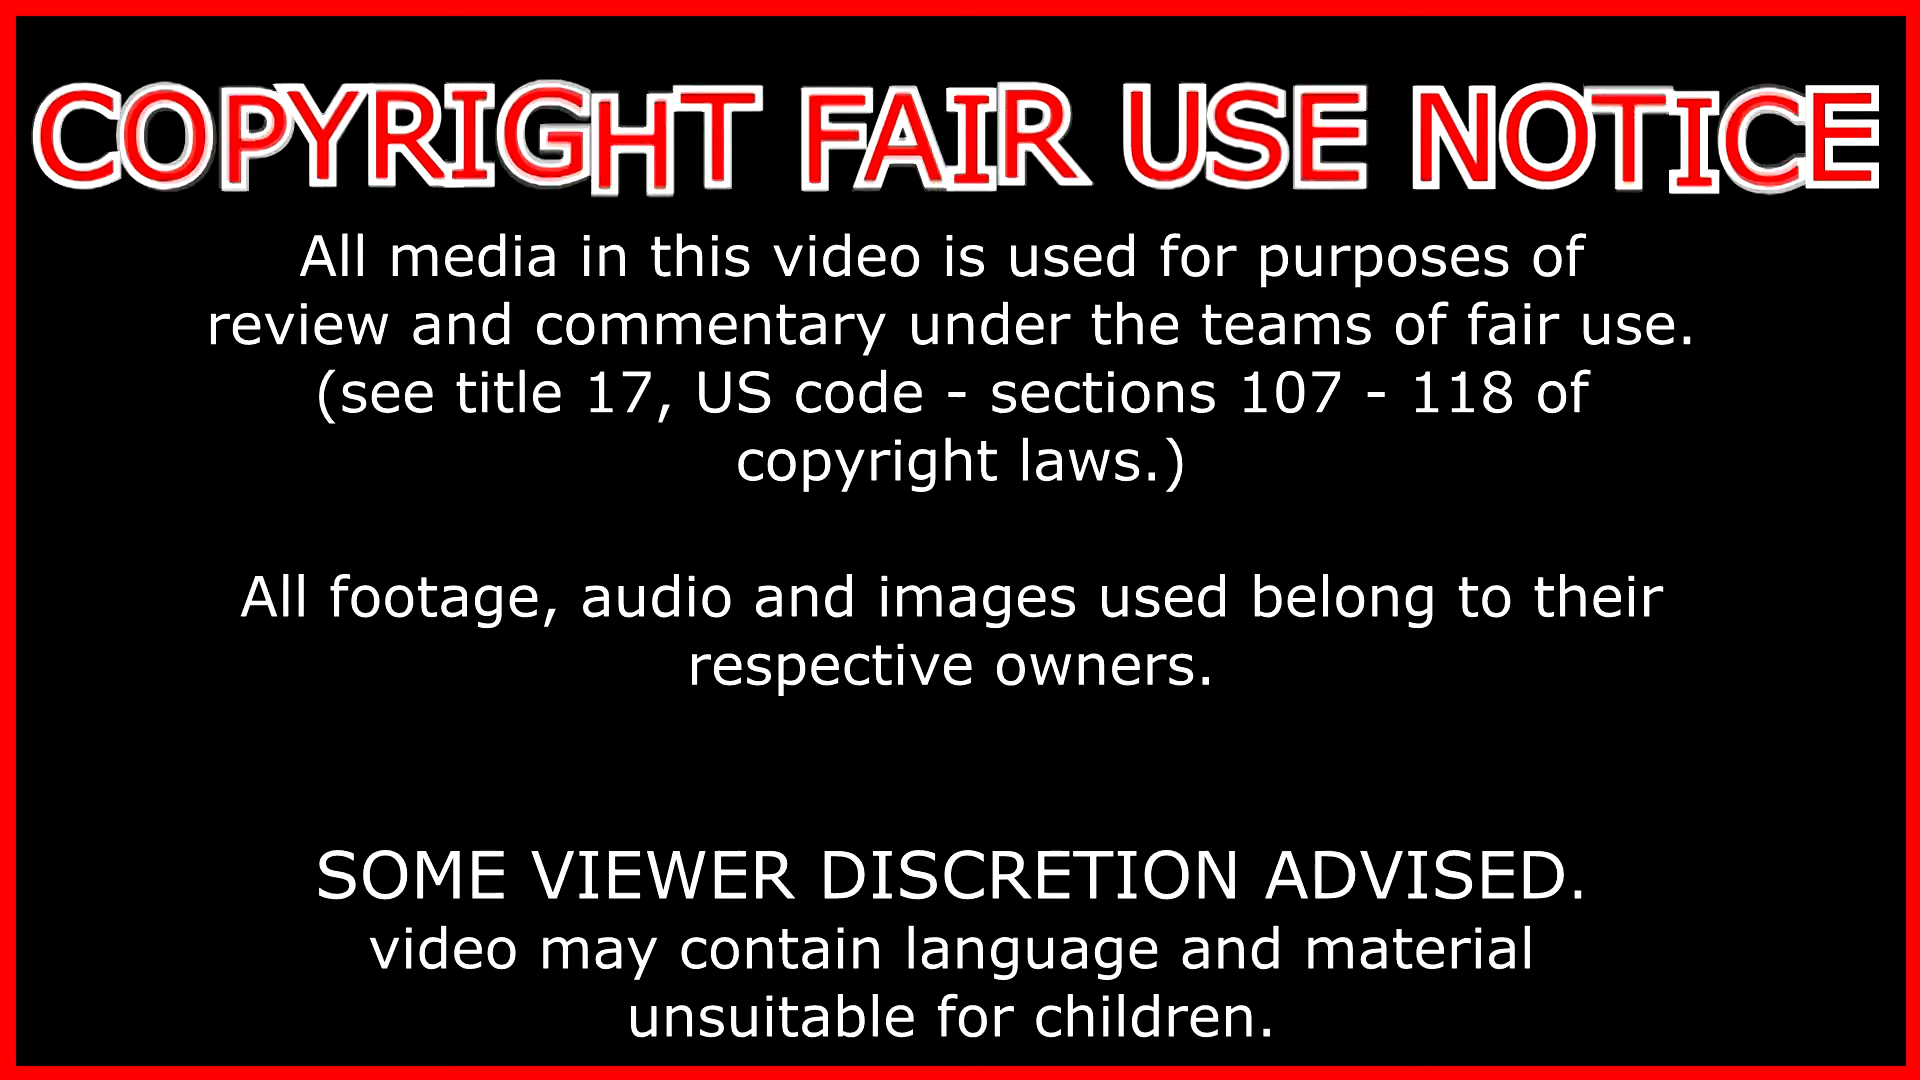 COPYRIGHT FAIR USE NOTICE
All media in this video is used for purposes of
review and commentary under the teams of fair use.
(see title 17, US code - sections 107 - 118 of
copyright laws.)
All footage, audio and images used belong to their
respective owners.
SOME VIEWER DISCRETION ADVISED.
video may contain language and material
unsuitable for children.